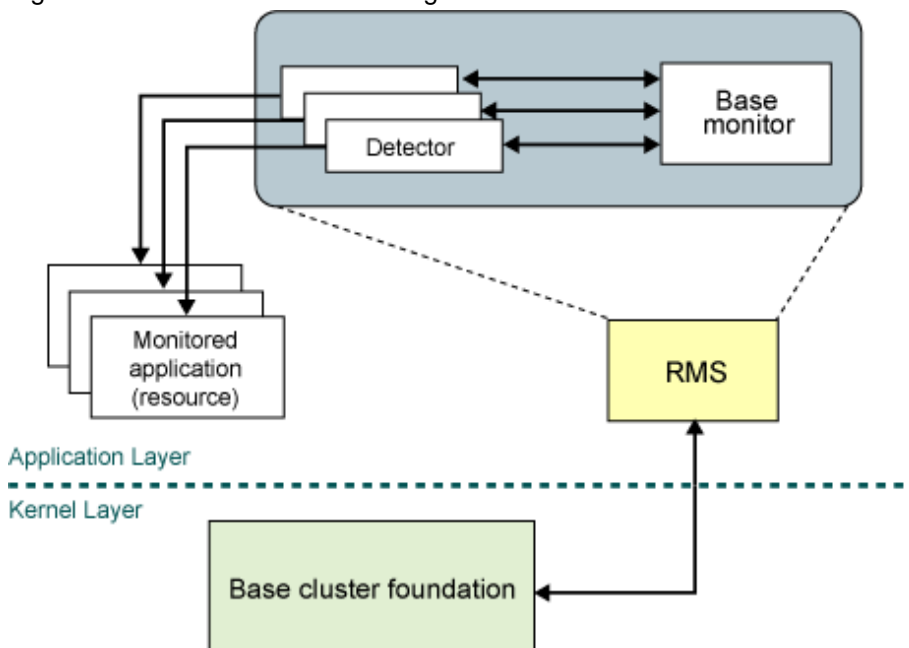 Base
monitor
Detector
Monitored
application
(resource)
RMS
Application Layer
Kernel Layer
Base cluster foundation